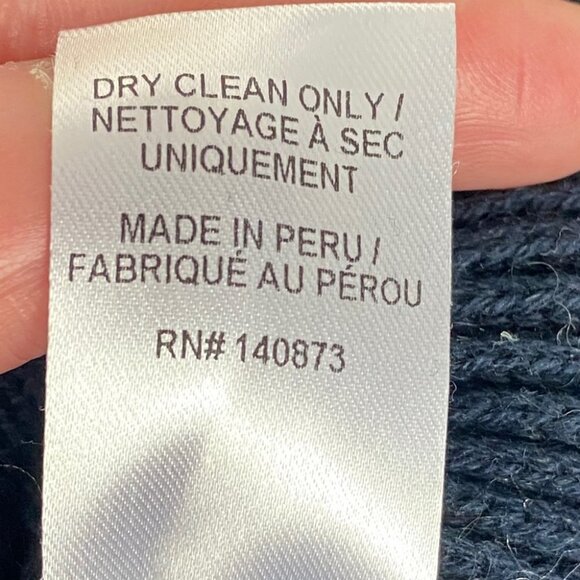 DRY CLEAN ONLY /
NETTOYAGE À SEC
UNIQUEMENT
MADE IN PERU /
FABRIQUÉ AU PÉROU
RN# 140873